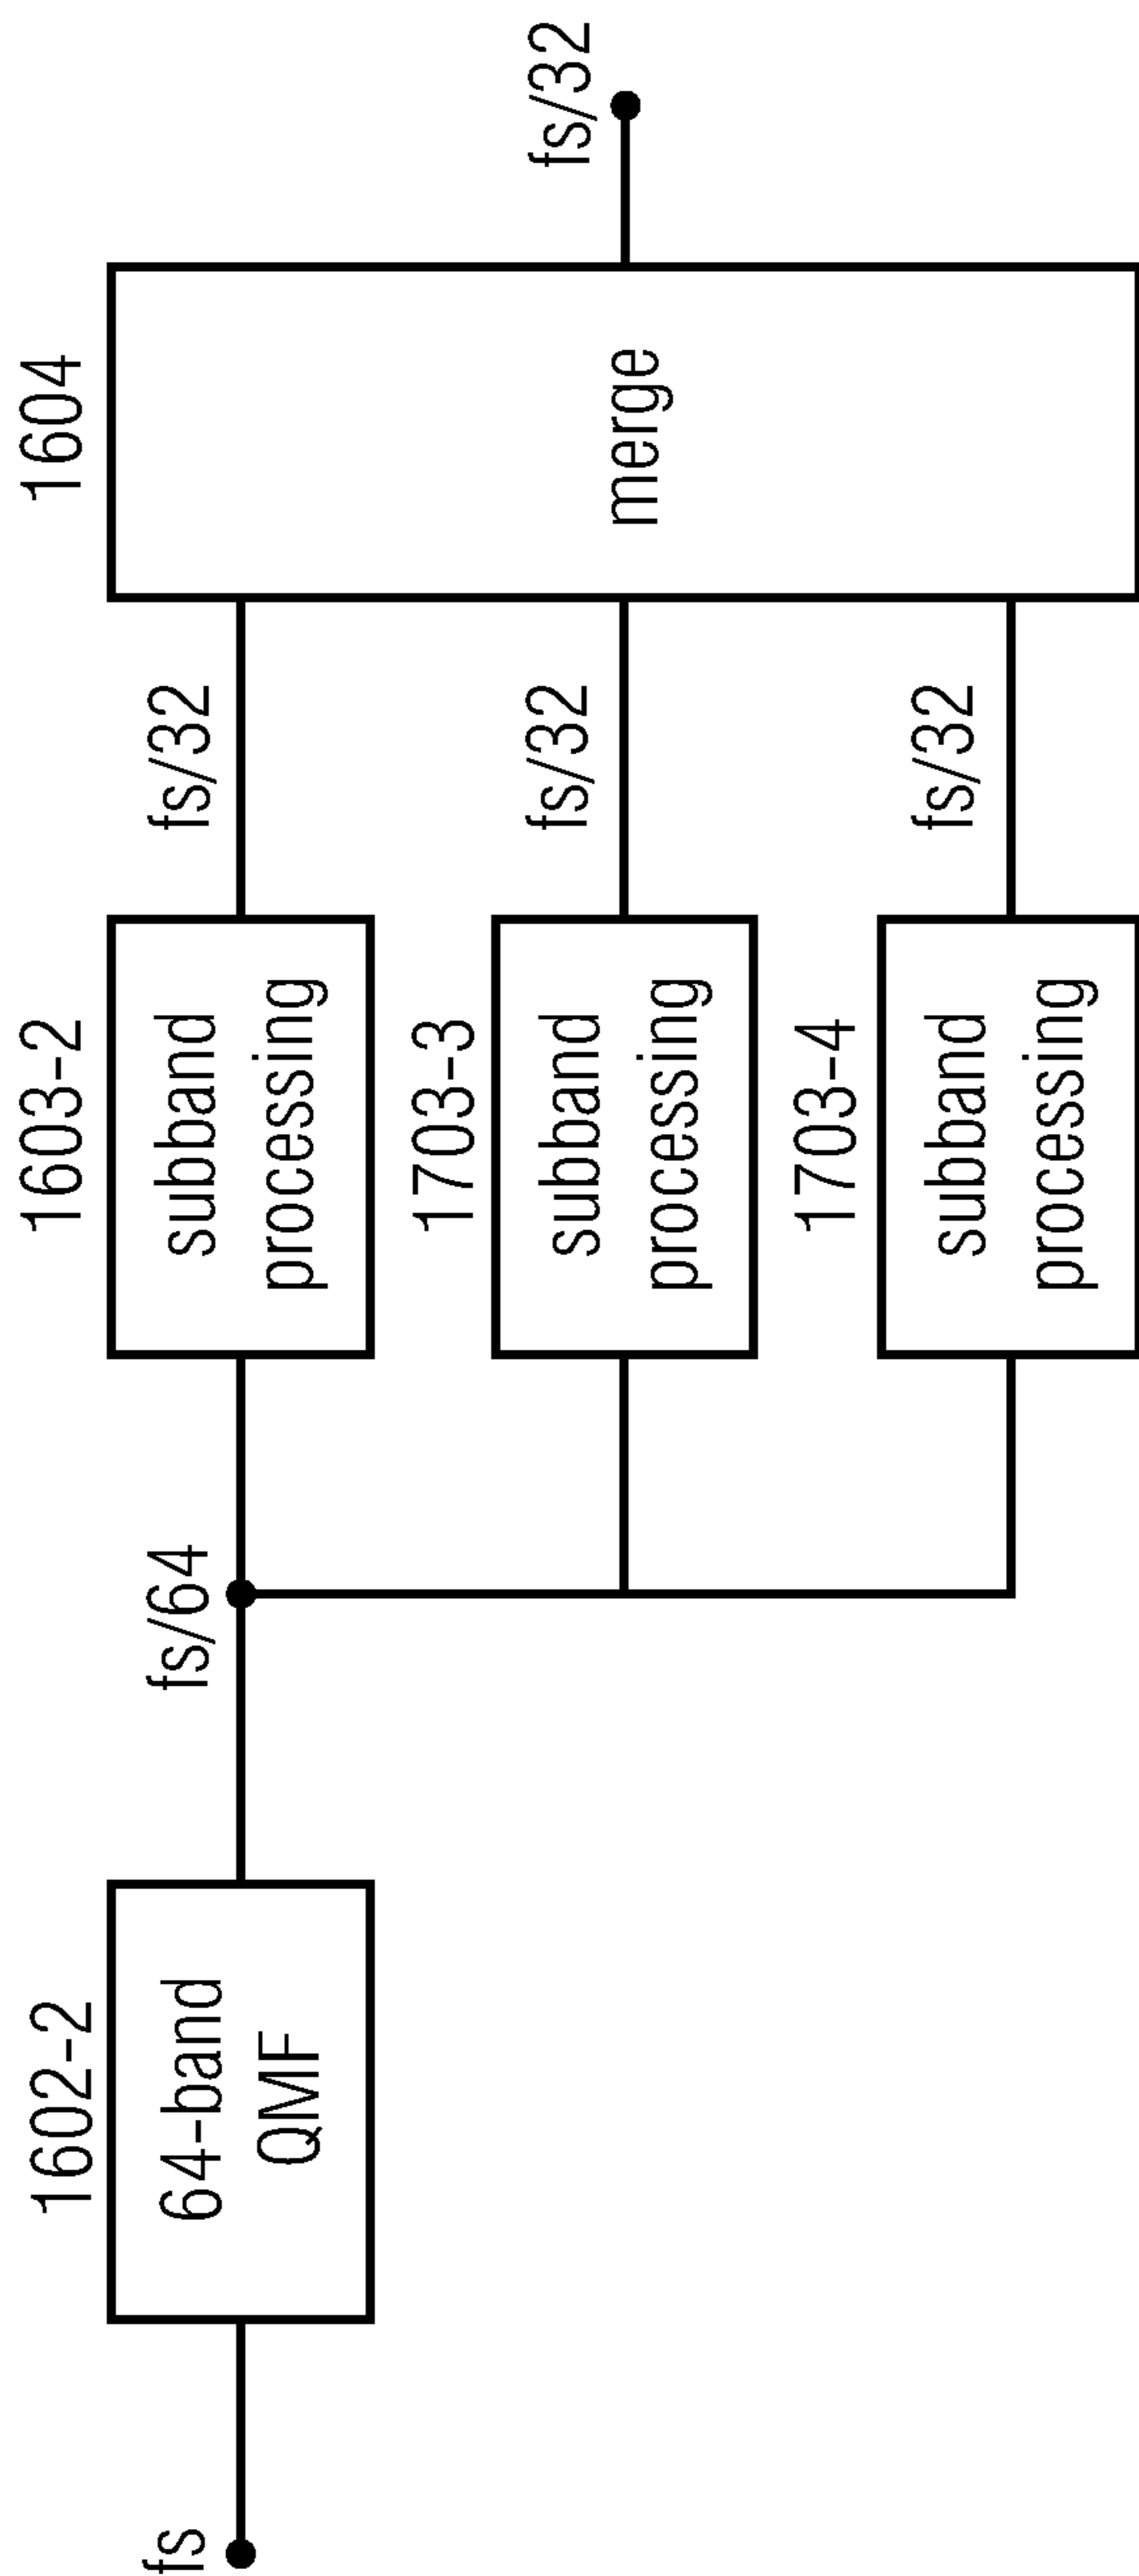 fs
1602-2
64-band
QMF
fs/64
1603-2
subband
processing
fs/32
1703-3
subband
processing
fs/32
1703-4
subband
processing
fs/32
1604
merge
fs/32